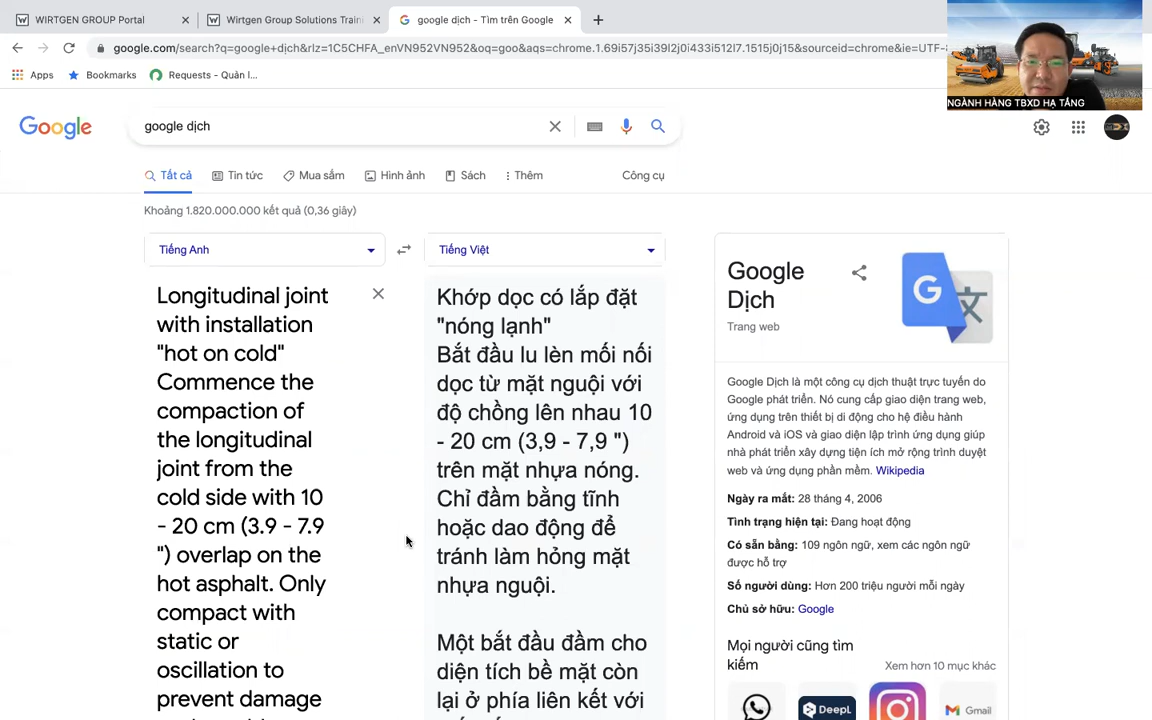 WIRTGEN GROUP Portal
Wirtgen Group Solutions Traini
google dịch - Tìm trên Google
google.com/search?q=google+dịch&rlz=1C5CHFA_enVN952VN952&oq=goo&aqs=chrome.1.69i57j35i39l2j0i433i512l7.1515j0j15&sourceid=chrome&ie=UTF-8
Apps
Bookmarks
Requests - Quản l...
NGÀNH HÀNG TBXD HẠ TẦNG
Google
google dịch
Tất cả
Tin tức
Mua sắm
Hình ảnh
Sách
Thêm
Công cụ
Khoảng 1.820.000.000 kết quả (0,36 giây)
Tiếng Anh
Tiếng Việt
Longitudinal joint
with installation
"hot on cold"
Commence the
compaction of
the longitudinal
joint from the
cold side with 10
- 20 cm (3.9 - 7.9
") overlap on the
hot asphalt. Only
compact with
static or
oscillation to
prevent damage
Khớp dọc có lắp đặt
"nóng lạnh"
Bắt đầu lu lèn mối nối
dọc từ mặt nguội với
độ chồng lên nhau 10
- 20 cm (3,9 - 7,9 ")
trên mặt nhựa nóng.
Chỉ đầm bằng tĩnh
hoặc dao động để
tránh làm hỏng mặt
nhựa nguội.
Một bắt đầu đầm cho
diện tích bề mặt còn
lại ở phía liên kết với
Google
Dịch
Trang web
G
Google Dịch là một công cụ dịch thuật trực tuyến do
Google phát triển. Nó cung cấp giao diện trang web,
ứng dụng trên thiết bị di động cho hệ điều hành
Android và iOS và giao diện lập trình ứng dụng giúp
nhà phát triển xây dựng tiện ích mở rộng trình duyệt
web và ứng dụng phần mềm. Wikipedia
Ngày ra mắt: 28 tháng 4, 2006
Tình trạng hiện tại: Đang hoạt động
Có sẵn bằng: 109 ngôn ngữ, xem các ngôn ngữ
được hỗ trợ
Số người dùng: Hơn 200 triệu người mỗi ngày
Chủ sở hữu: Google
Mọi người cũng tìm
kiếm
Xem hơn 10 mục khác
DeepL
Gmail